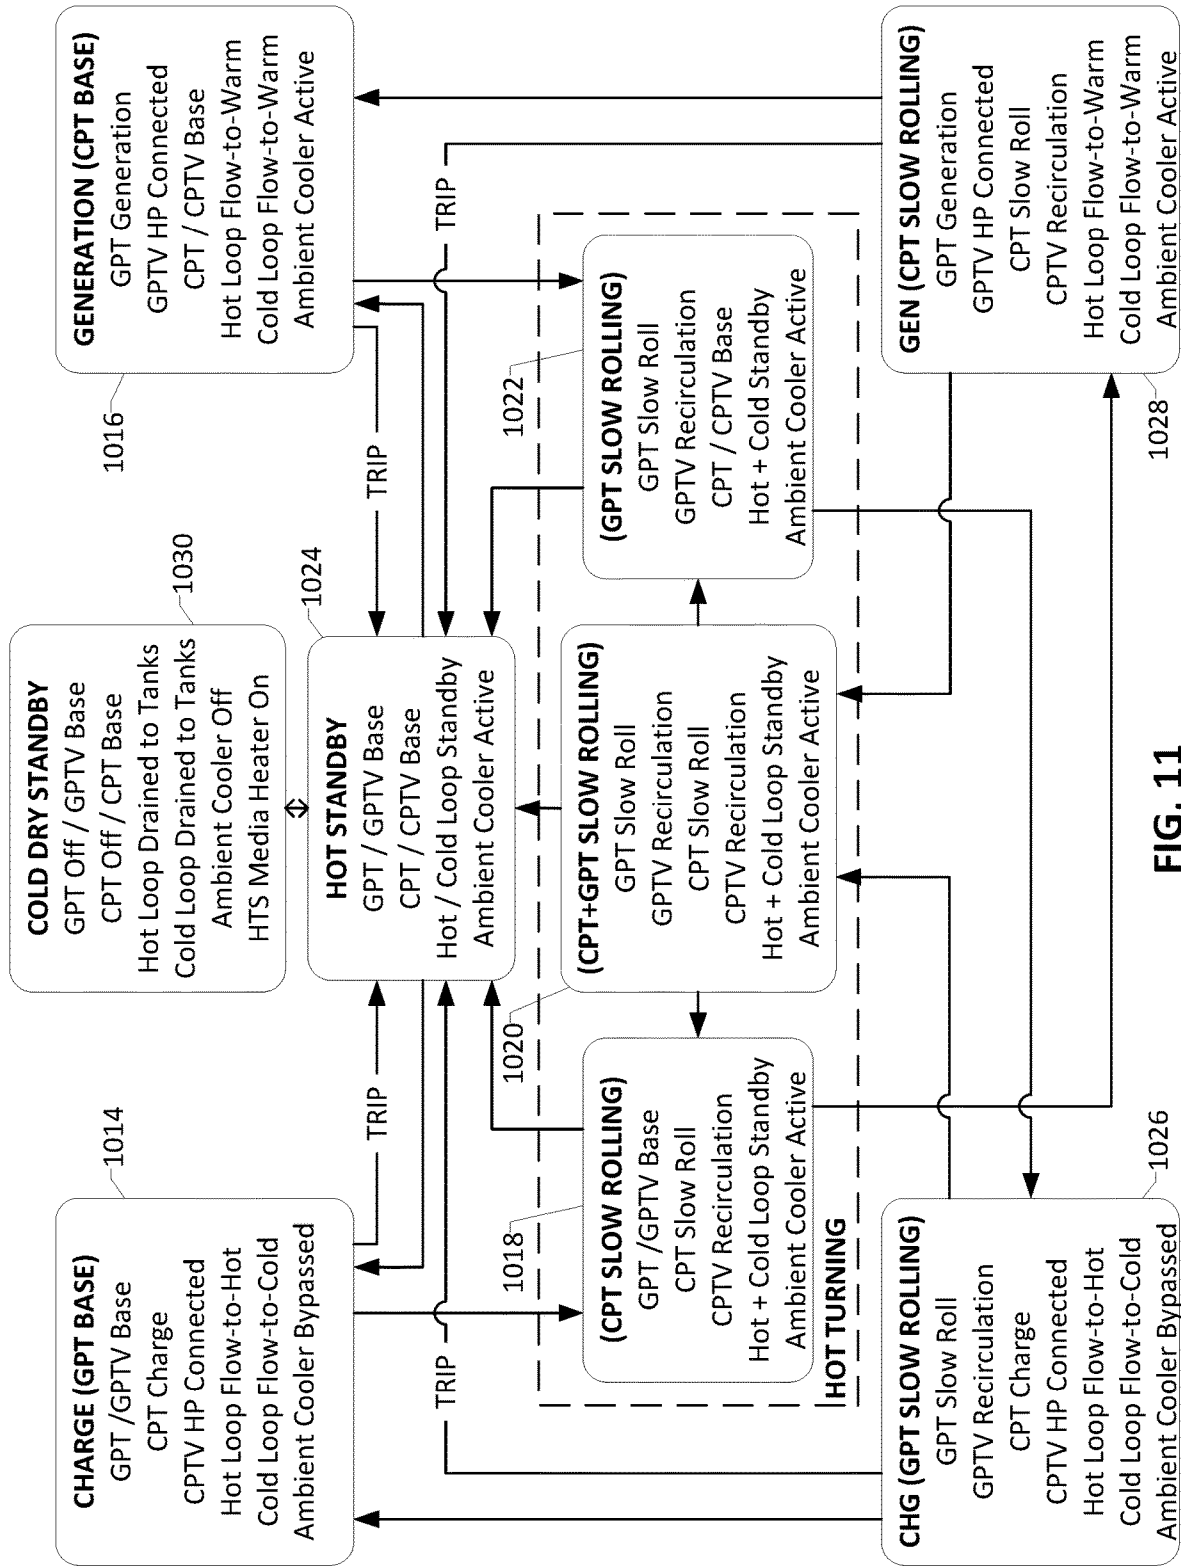 COLD DRY STANDBY
GPT Off / GPTV Base
CPT Off / CPT Base
Hot Loop Drained to Tanks
Cold Loop Drained to Tanks
Ambient Cooler Off
HTS Media Heater On
1030
CHARGE (GPT BASE)
GPT /GPTV Base
CPT Charge
CPTV HP Connected
Hot Loop Flow-to-Hot
Cold Loop Flow-to-Cold
Ambient Cooler Bypassed
1014
TRIP
HOT STANDBY
GPT / GPTV Base
CPT / CPTV Base
Hot / Cold Loop Standby
Ambient Cooler Active
1024
TRIP
GENERATION (CPT BASE)
GPT Generation
GPTV HP Connected
CPT / CPTV Base
Hot Loop Flow-to-Warm
Cold Loop Flow-to-Warm
Ambient Cooler Active
1016
TRIP
TRIP
(CPT SLOW ROLLING)
GPT /GPTV Base
CPT Slow Roll
CPTV Recirculation
Hot + Cold Loop Standby
Ambient Cooler Active
1018
(CPT+GPT SLOW ROLLING)
GPT Slow Roll
GPTV Recirculation
CPT Slow Roll
CPTV Recirculation
Hot + Cold Loop Standby
Ambient Cooler Active
1020
(GPT SLOW ROLLING)
GPT Slow Roll
GPTV Recirculation
CPT / CPTV Base
Hot + Cold Standby
Ambient Cooler Active
1022
HOT TURNING
CHG (GPT SLOW ROLLING)
GPT Slow Roll
GPTV Recirculation
CPT Charge
CPTV HP Connected
Hot Loop Flow-to-Hot
Cold Loop Flow-to-Cold
Ambient Cooler Bypassed
1026
GEN (CPT SLOW ROLLING)
GPT Generation
GPTV HP Connected
CPT Slow Roll
CPTV Recirculation
Hot Loop Flow-to-Warm
Cold Loop Flow-to-Warm
Ambient Cooler Active
1028
FIG. 11